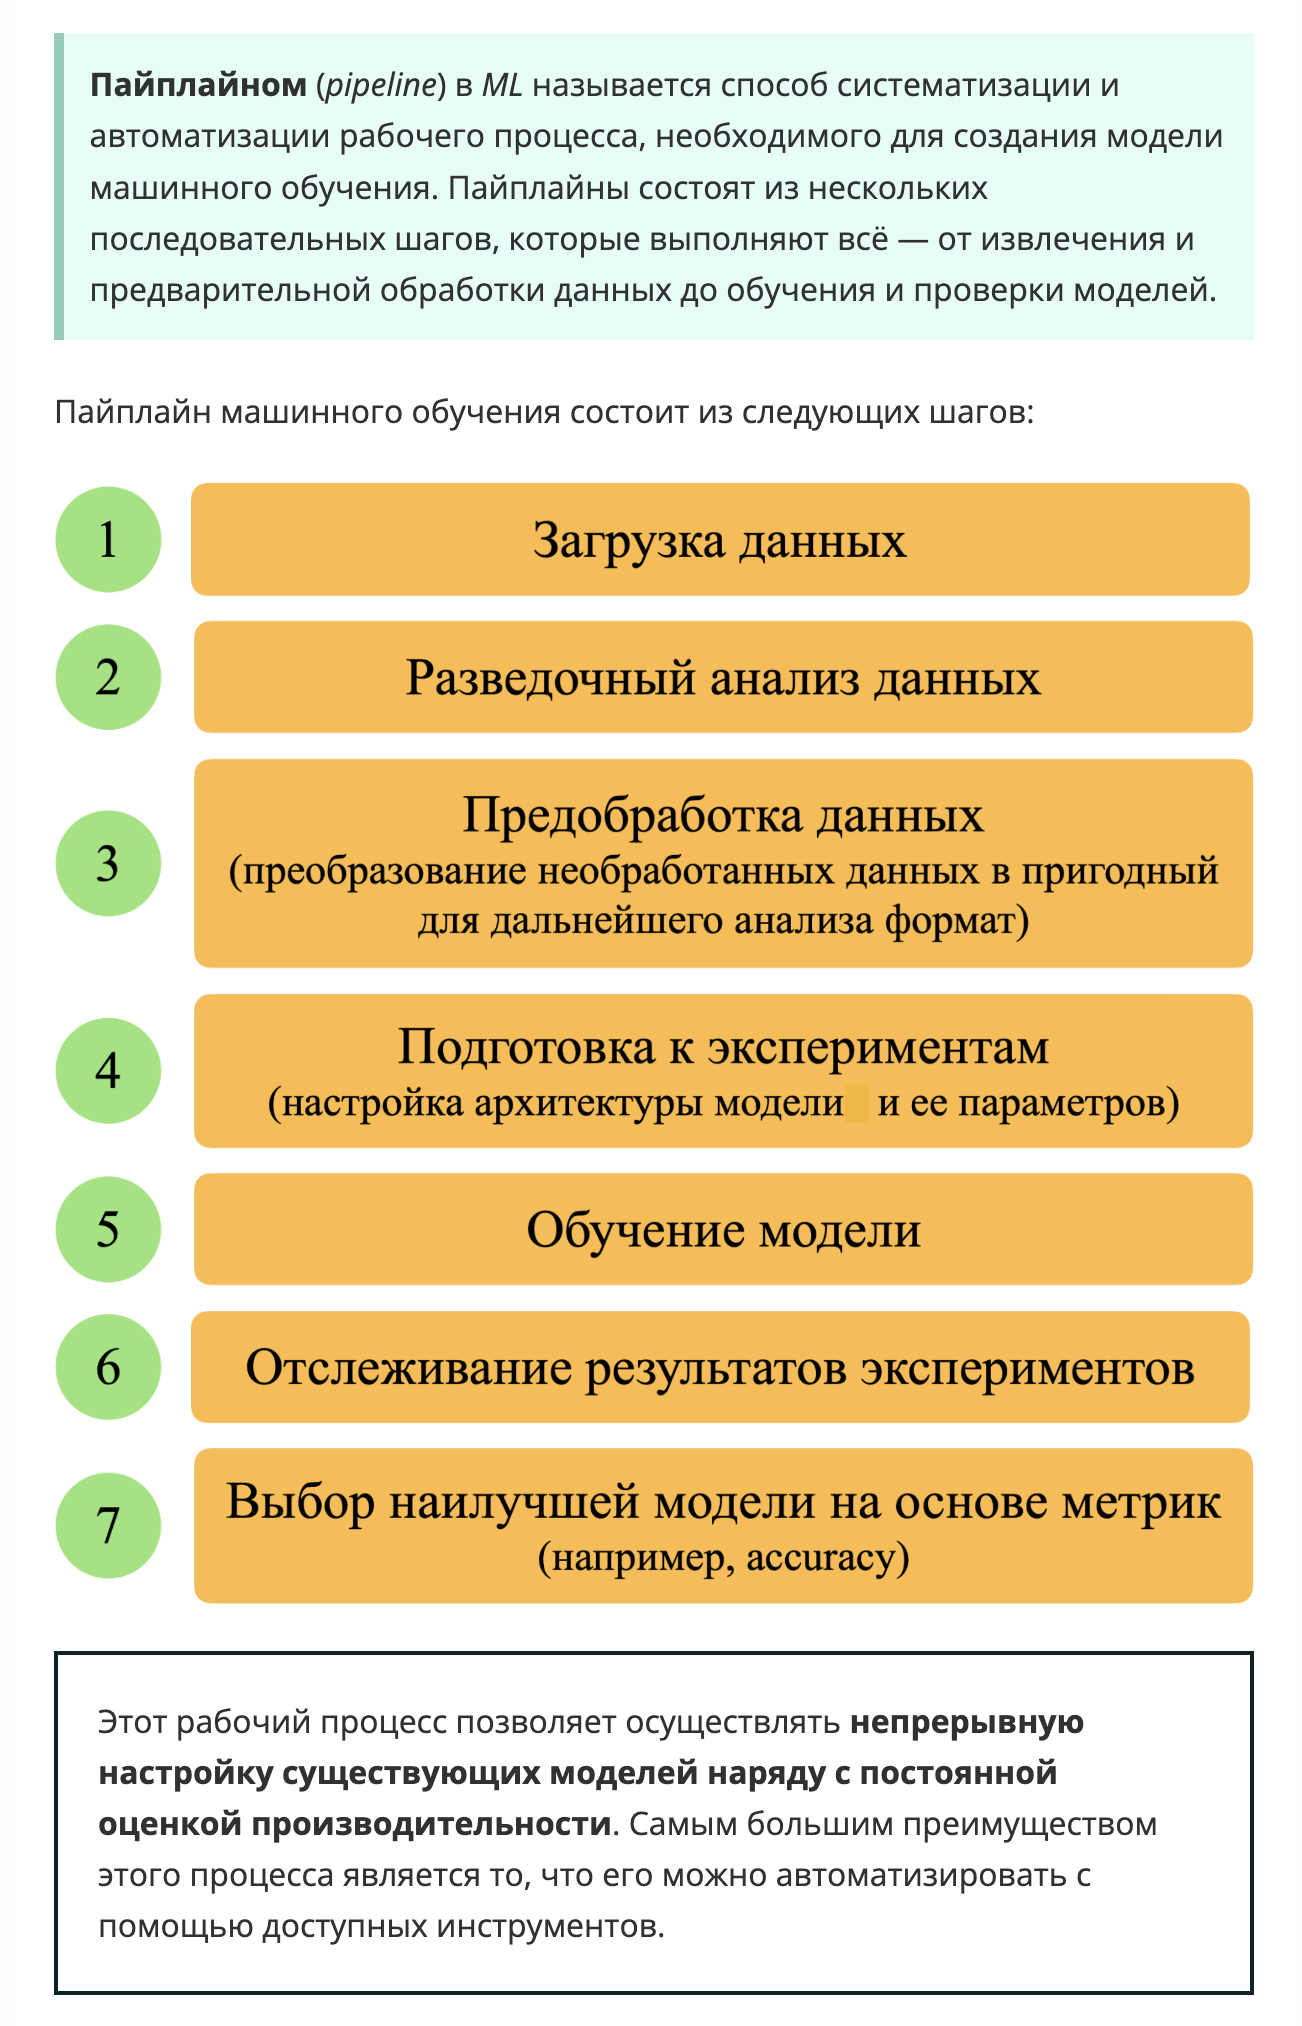 Пайплайном (pipeline) в ML называется способ систематизации и
автоматизации рабочего процесса, необходимого для создания модели
машинного обучения. Пайплайны состоят из нескольких
последовательных шагов, которые выполняют всё — от извлечения и
предварительной обработки данных до обучения и проверки моделей.
Пайплайн машинного обучения состоит из следующих шагов:
1
Загрузка данных
2
Разведочный анализ данных
3
Предобработка данных
(преобразование необработанных данных в пригодный
для дальнейшего анализа формат)
4
Подготовка к экспериментам
(настройка архитектуры модели и ее параметров)
5
Обучение модели
6
Отслеживание результатов экспериментов
7
Выбор наилучшей модели на основе метрик
(например, accuracy)
Этот рабочий процесс позволяет осуществлять непрерывную
настройку существующих моделей наряду с постоянной
оценкой производительности. Самым большим преимуществом
этого процесса является то, что его можно автоматизировать с
помощью доступных инструментов.